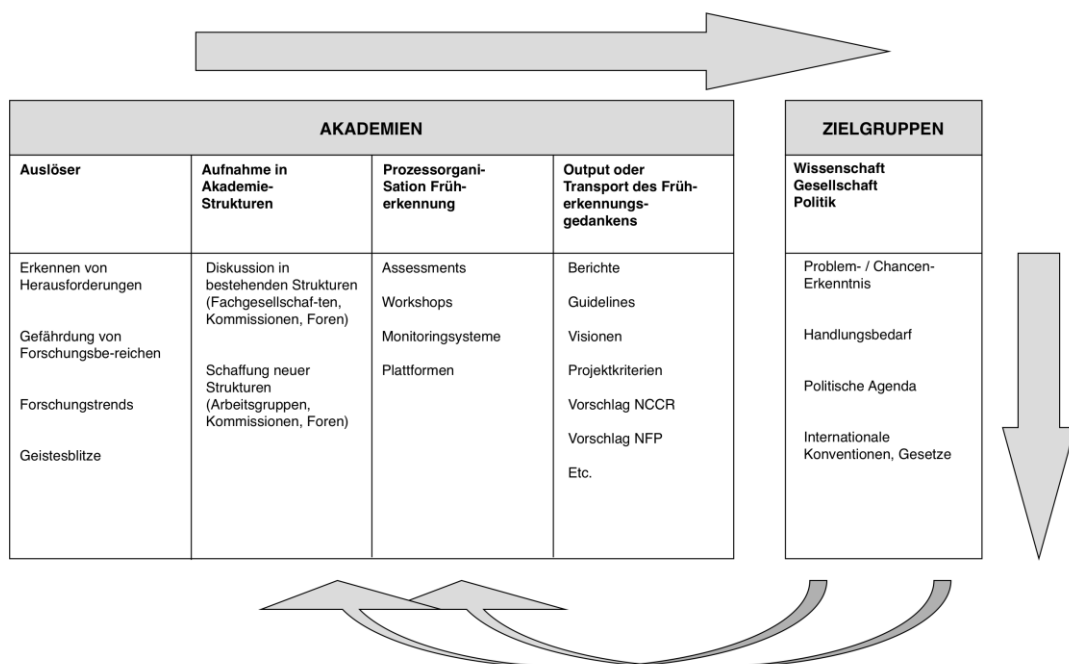 AKADEMIEN
Auslöser
Aufnahme in
Akademie-
Strukturen
Prozessorgani-
Sation Früh-
erkennung
Output oder
Transport des Früh-
erkennungs-
gedankens
Erkennen von
Herausforderungen
Gefährdung von
Forschungsbe-reichen
Forschungstrends
Geistesblitze
Diskussion in
bestehenden Strukturen
(Fachgesellschaf-ten,
Kommissionen, Foren)
Schaffung neuer
Strukturen
(Arbeitsgruppen,
Kommissionen, Foren)
Assessments
Workshops
Monitoringsysteme
Plattformen
Berichte
Guidelines
Visionen
Projektkriterien
Vorschlag NCCR
Vorschlag NFP
Etc.
ZIELGRUPPEN
Wissenschaft
Gesellschaft
Politik
Problem- / Chancen-
Erkenntnis
Handlungsbedarf
Politische Agenda
Internationale
Konventionen, Gesetze